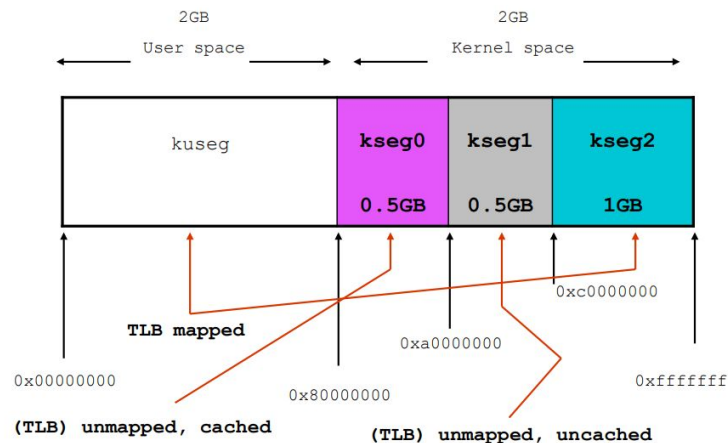 2GB
2GB
User space
Kernel space
kuseg
kseg0
kseg1
kseg2
0.5GB
0.5GB
1GB
0xc0000000
TLB mapped
0xa0000000
0x00000000
0x80000000
0xffffffff
(TLB) unmapped, cached
(TLB) unmapped, uncached